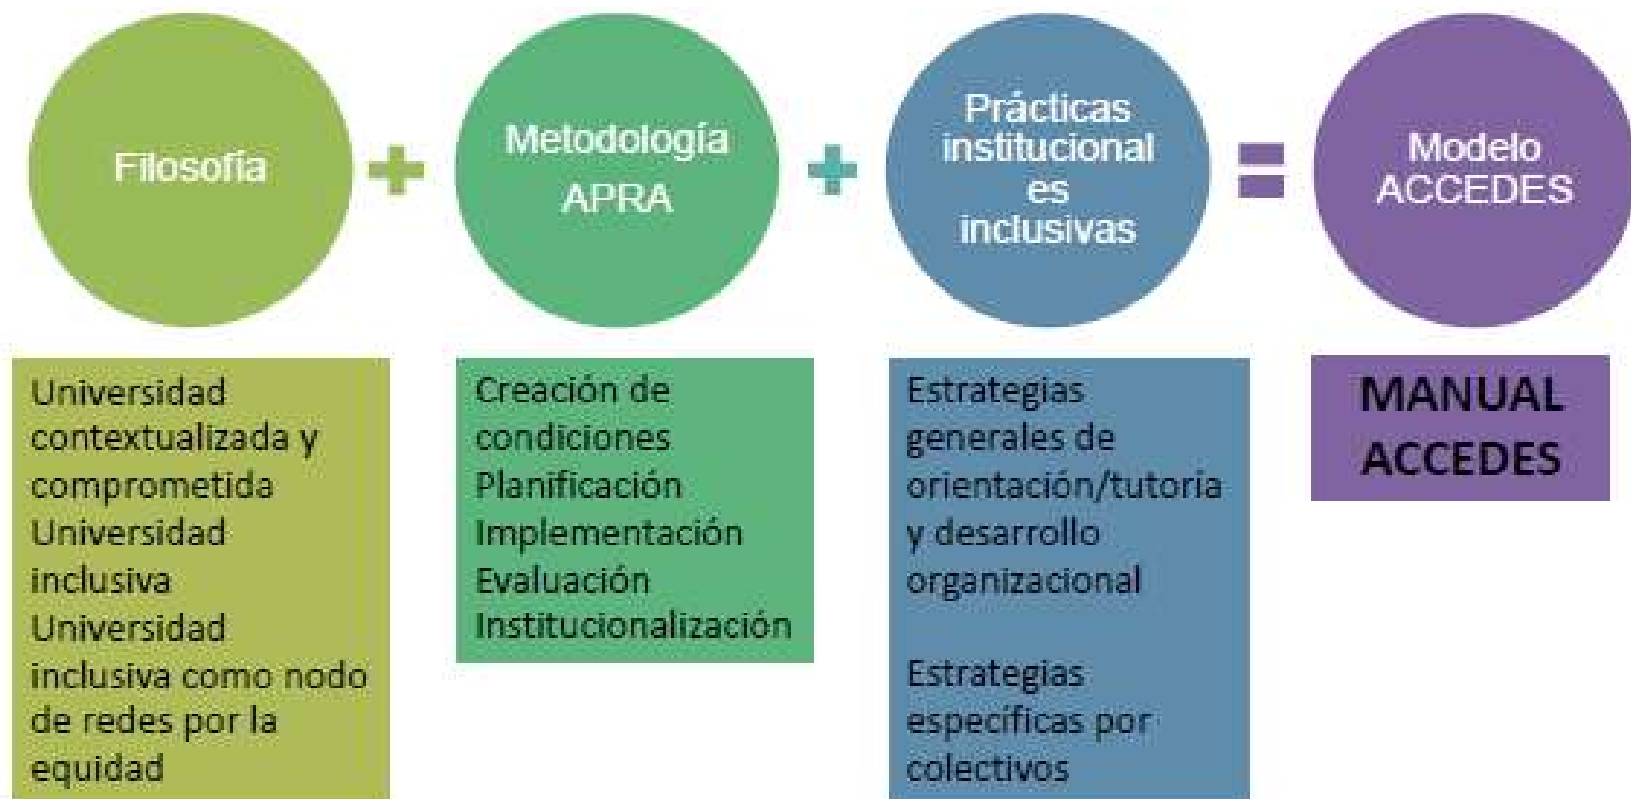 Filosofía
Metodología
APRA
Prácticas
institucional
es
inclusivas
Modelo
ACCEDES
Universidad
contextualizada y
comprometida
Universidad
inclusiva
Universidad
inclusiva como nodo
de redes por la
equidad
Creación de
condiciones
Planificación
Implementación
Evaluación
Institucionalización
Estrategias
generales de
orientación/tutoría
y desarrollo
organizacional
Estrategias
específicas por
colectivos
MANUAL
ACCEDES